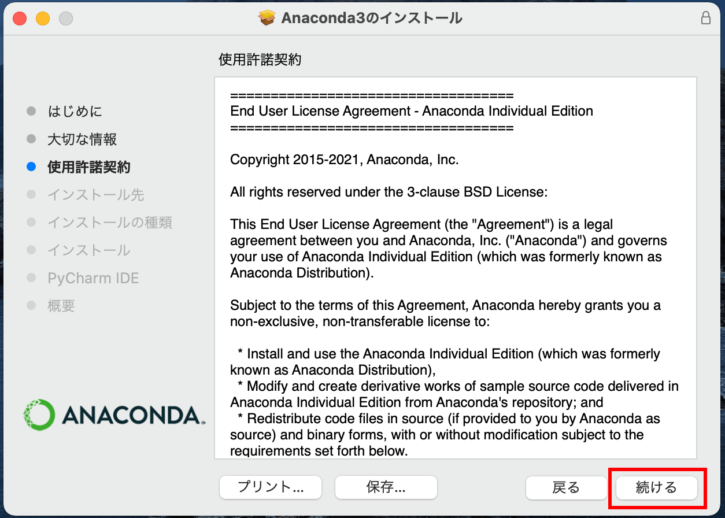 Anaconda3のインストール
使用許諾契約
はじめに
大切な情報
使用許諾契約
インストール先
インストールの種類
インストール
PyCharm IDE
概要
ANACONDA.
====================================
End User License Agreement - Anaconda Individual Edition
====================================
Copyright 2015-2021, Anaconda, Inc.
All rights reserved under the 3-clause BSD License:
This End User License Agreement (the "Agreement") is a legal
agreement between you and Anaconda, Inc. ("Anaconda") and governs
your use of Anaconda Individual Edition (which was formerly known as
Anaconda Distribution).
Subject to the terms of this Agreement, Anaconda hereby grants you a
non-exclusive, non-transferable license to:
* Install and use the Anaconda Individual Edition (which was formerly
known as Anaconda Distribution),
* Modify and create derivative works of sample source code delivered in
Anaconda Individual Edition from Anaconda's repository; and
* Redistribute code files in source (if provided to you by Anaconda as
source) and binary forms, with or without modification subject to the
requirements set forth below.
プリント...
保存...
戻る
続ける